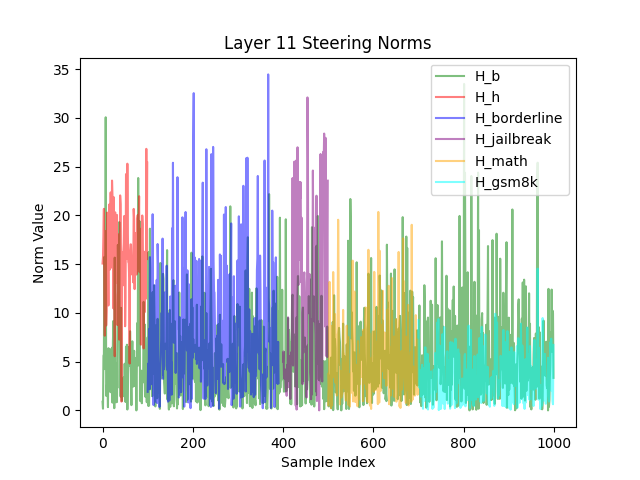 Layer 11 Steering Norms
H_b
H_h
H_borderline
H_jailbreak
H_math
H_gsm8k
35
30
25
20
15
10
5
0
Norm Value
0 200 400 600 800 1000
Sample Index